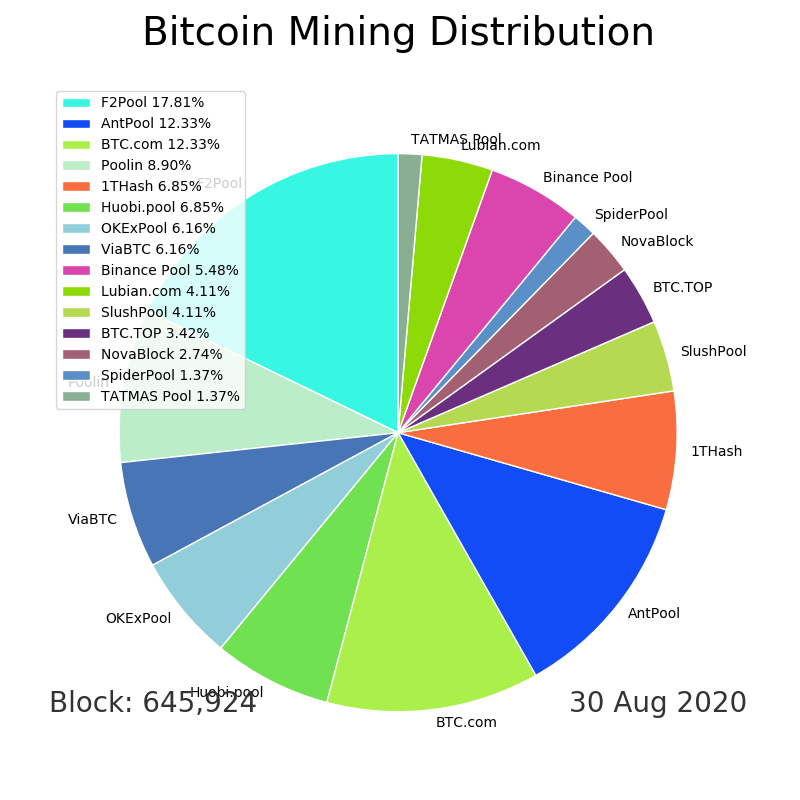 Bitcoin Mining Distribution
F2Pool 17.81%
AntPool 12.33%
BTC.com 12.33%
Poolin 8.90%
1THash 6.85%
Huobi.pool 6.85%
OKExPool 6.16%
ViaBTC 6.16%
Binance Pool 5.48%
Lubian.com 4.11%
SlushPool 4.11%
BTC.TOP 3.42%
NovaBlock 2.74%
SpiderPool 1.37%
TATMAS Pool 1.37%
TATMAS Pool
Lubian.com
Binance Pool
SpiderPool
NovaBlock
BTC.TOP
SlushPool
1THash
AntPool
BTC.com
Huobi.pool
OKExPool
ViaBTC
Poolin
F2Pool
Block: 645,924
30 Aug 2020